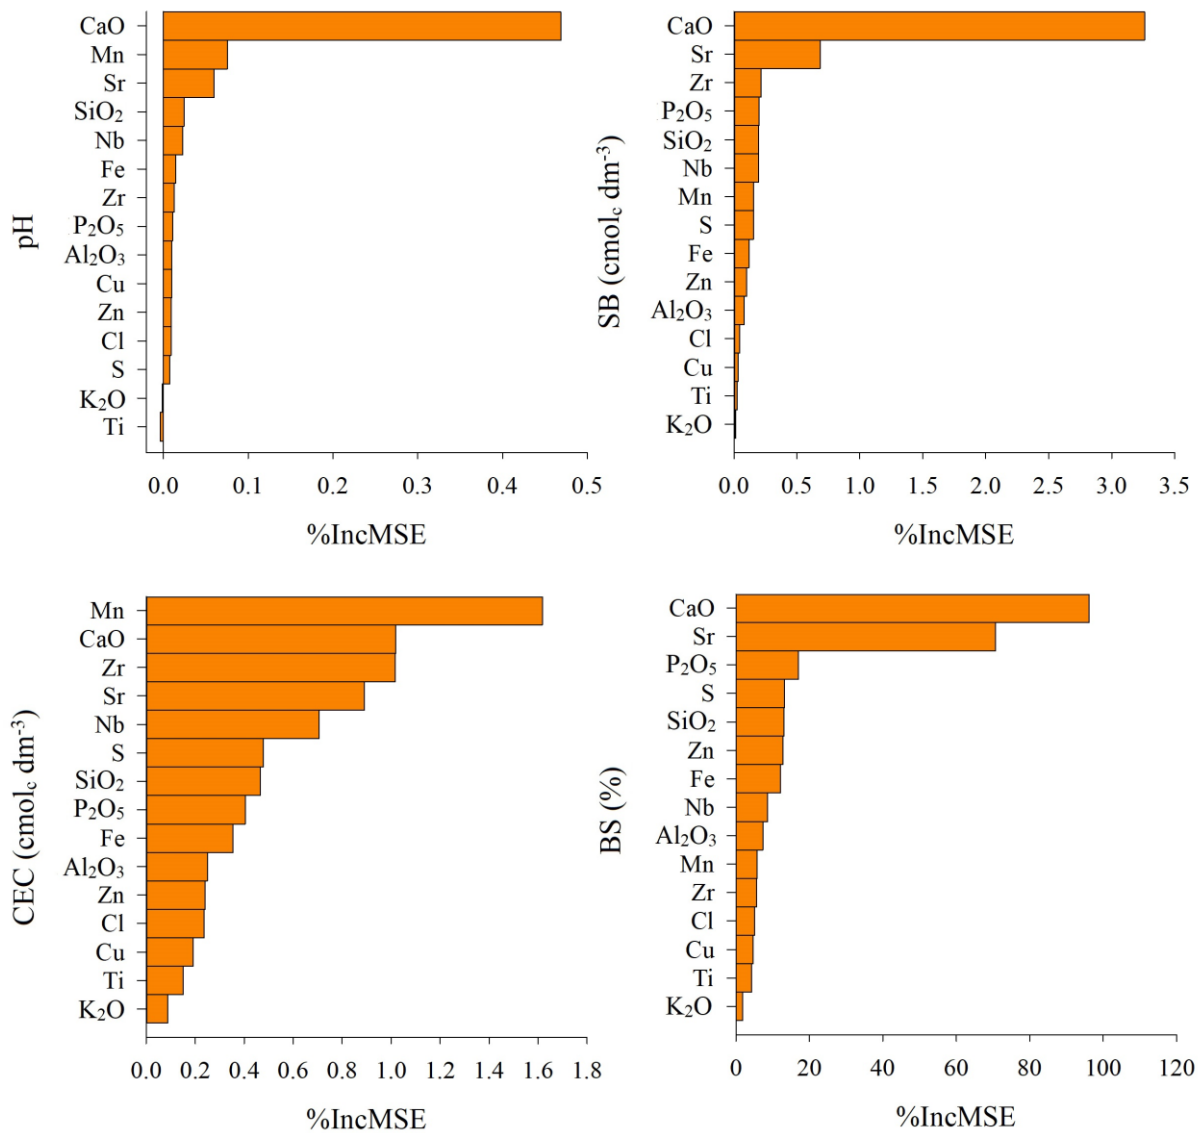 pH
CaO
Mn
Sr
SiO₂
Nb
Fe
Zr
P₂O₅
Al₂O₃
Cu
Zn
Cl
S
K₂O
Ti
0.0 0.1 0.2 0.3 0.4 0.5
%IncMSE
SB (cmol꜀ dm⁻³)
CaO
Sr
Zr
P₂O₅
SiO₂
Nb
Mn
S
Fe
Zn
Al₂O₃
Cl
Cu
Ti
K₂O
0.0 0.5 1.0 1.5 2.0 2.5 3.0 3.5
%IncMSE
CEC (cmol꜀ dm⁻³)
Mn
CaO
Zr
Sr
Nb
S
SiO₂
P₂O₅
Fe
Al₂O₃
Zn
Cl
Cu
Ti
K₂O
0.0 0.2 0.4 0.6 0.8 1.0 1.2 1.4 1.6 1.8
%IncMSE
BS (%)
CaO
Sr
P₂O₅
S
SiO₂
Zn
Fe
Nb
Al₂O₃
Mn
Zr
Cl
Cu
Ti
K₂O
0 20 40 60 80 100 120
%IncMSE